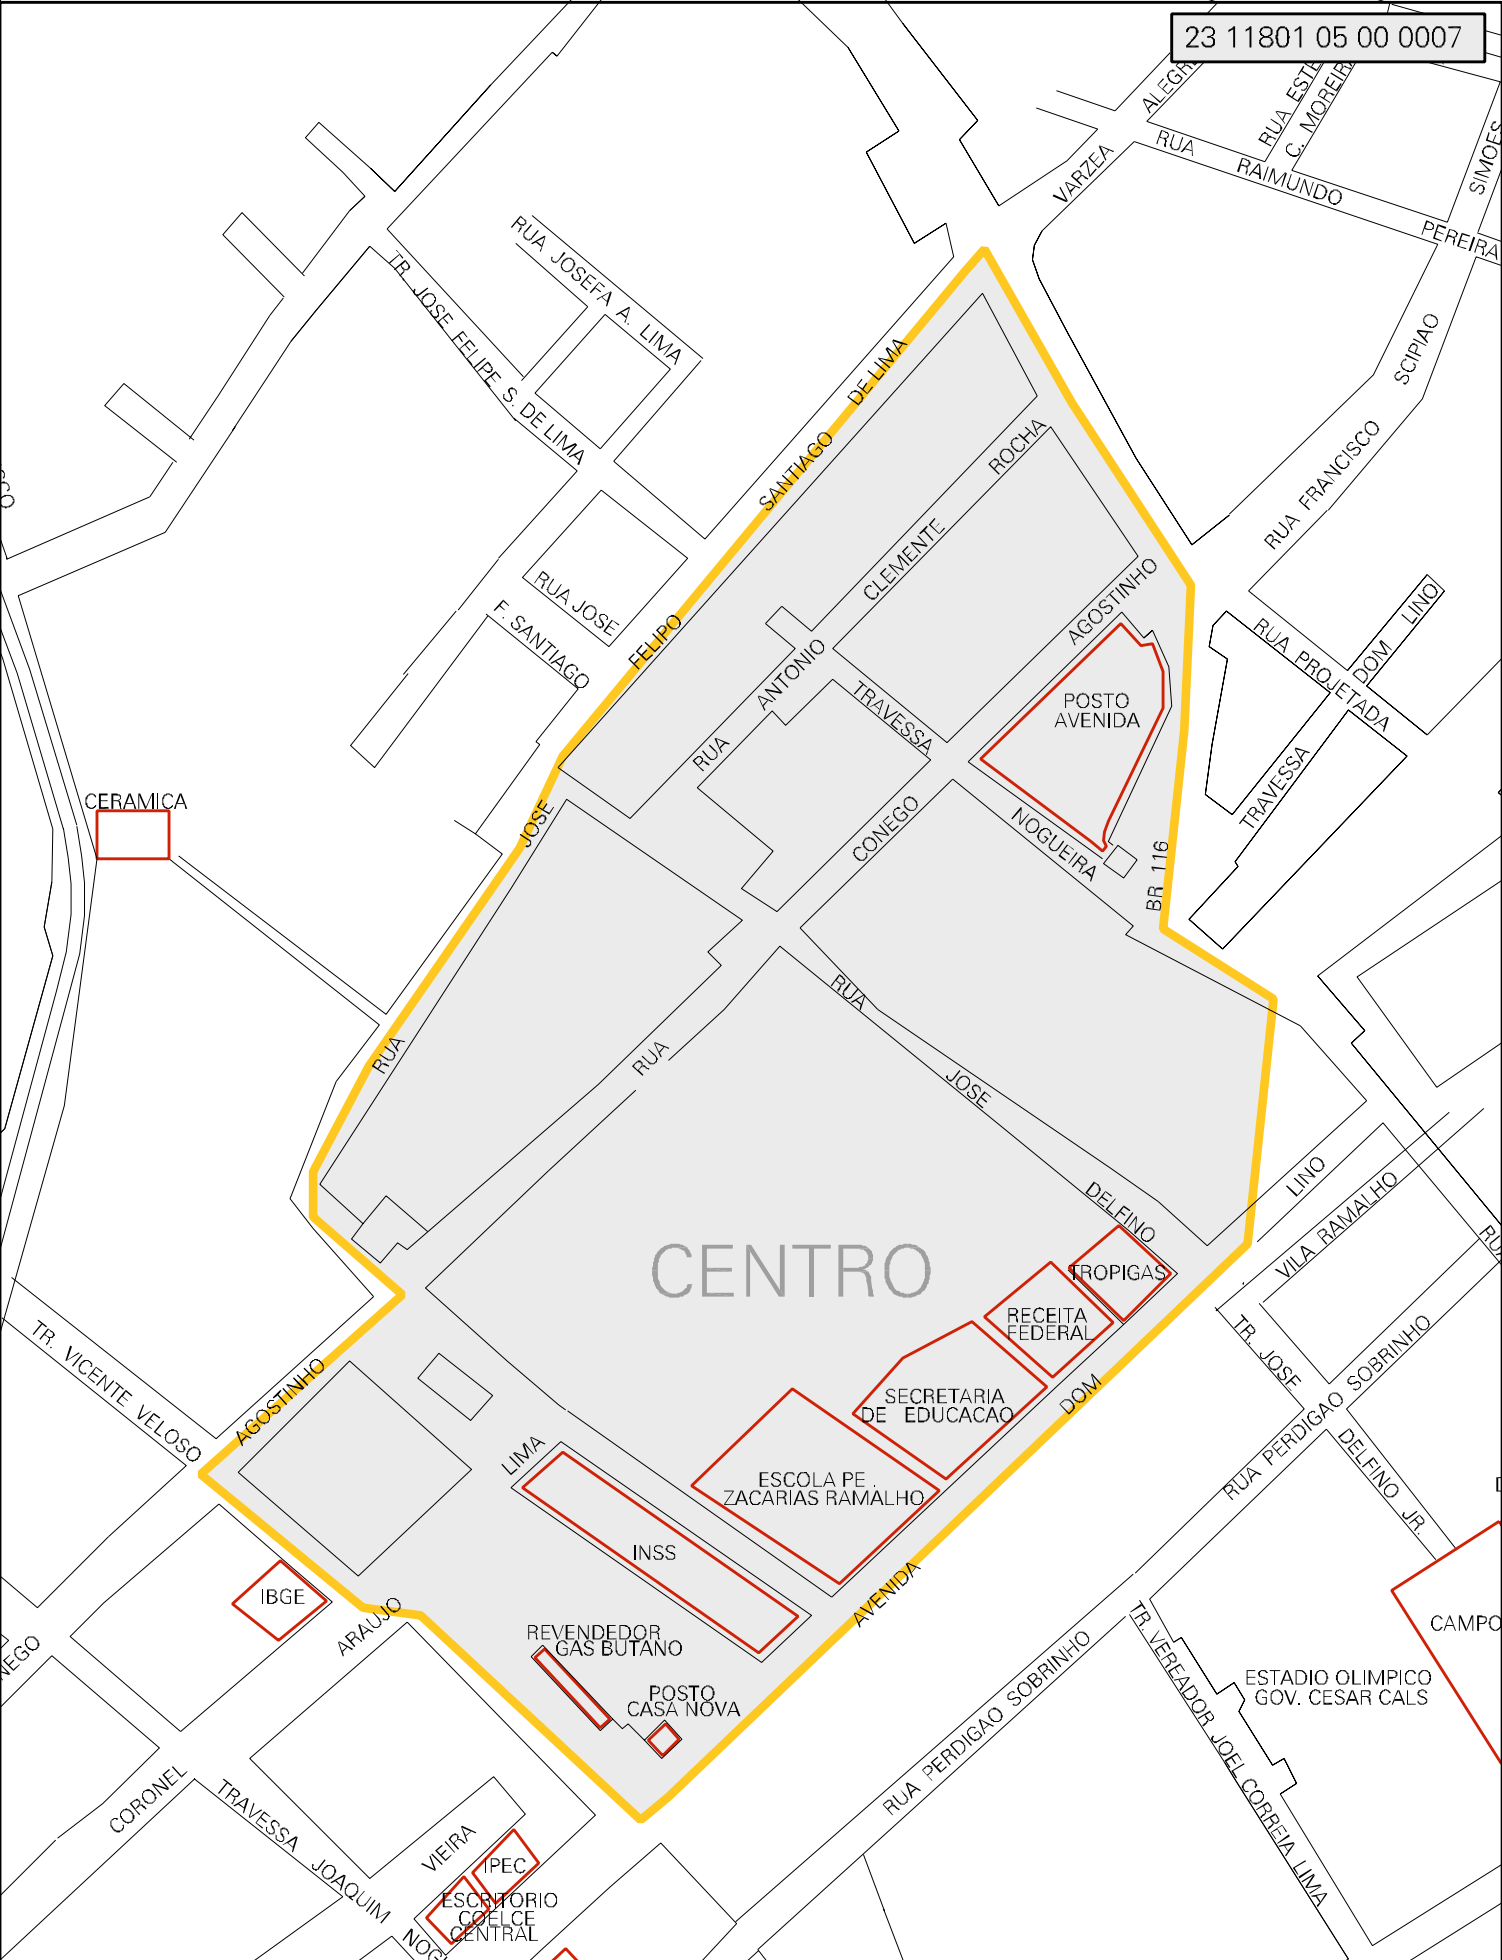 23 11801 05 00 0007
ALEGRE
RUA ESTE
C. MOREIRA
RUA
RAIMUNDO
PEREIRA
SIMOES
VARZEA
RUA JOSEFA A. LIMA
TR. JOSE FELIPE S. DE LIMA
DE LIMA
SANTIAGO
FELIPO
JOSE
RUA
SCIPIAO
RUA FRANCISCO
ROCHA
CLEMENTE
ANTONIO
RUA
RUA JOSE
F. SANTIAGO
AGOSTINHO
TRAVESSA
NOGUEIRA
POSTO
AVENIDA
CONEGO
RUA
BR 116
RUA PROJETADA
DOM LINO
TRAVESSA
CERAMICA
RUA
JOSE
DELFINO
CENTRO
TROPIGAS
RECEITA
FEDERAL
SECRETARIA
DE EDUCACAO
ESCOLA PE .
ZACARIAS RAMALHO
LINO
DOM
AVENIDA
VILA RAMALHO
TR. JOSE
DELFINO JR.
RUA PERDIGAO SOBRINHO
TR. VICENTE VELOSO
AGOSTINHO
LIMA
INSS
IBGE
ARAUJO
REVENDEDOR
GAS BUTANO
POSTO
CASA NOVA
RUA PERDIGAO SOBRINHO
TR. VEREADOR JOEL CORREIA LIMA
CAMPO
ESTADIO OLIMPICO
GOV. CESAR CALS
CORONEL
TRAVESSA JOAQUIM
VIEIRA
IPEC
ESCRITORIO
COELCE
CENTRAL